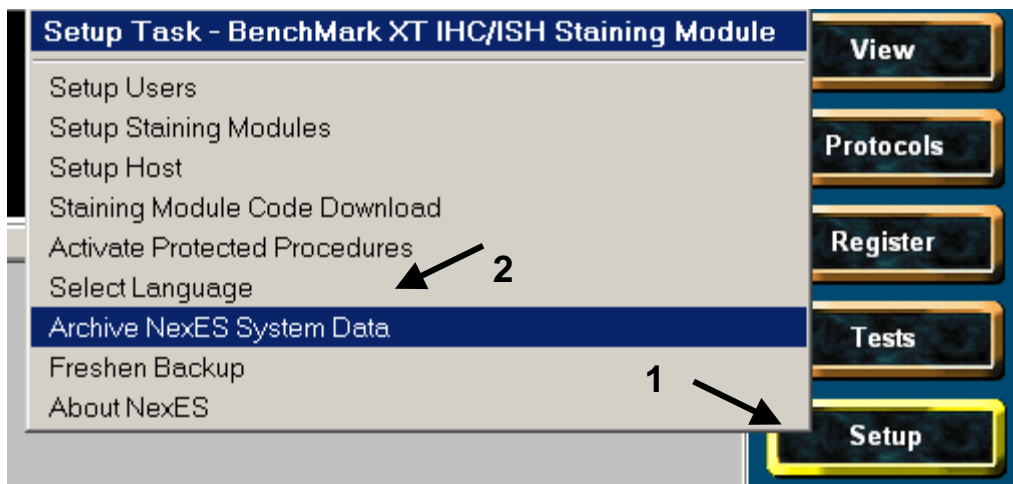 Setup Task - BenchMark XT IHC/ISH Staining Module
Setup Users
Setup Staining Modules
Setup Host
Staining Module Code Download
Activate Protected Procedures
2
Select Language
Archive NexES System Data
Freshen Backup
1
About NexES
View
Protocols
Register
Tests
Setup